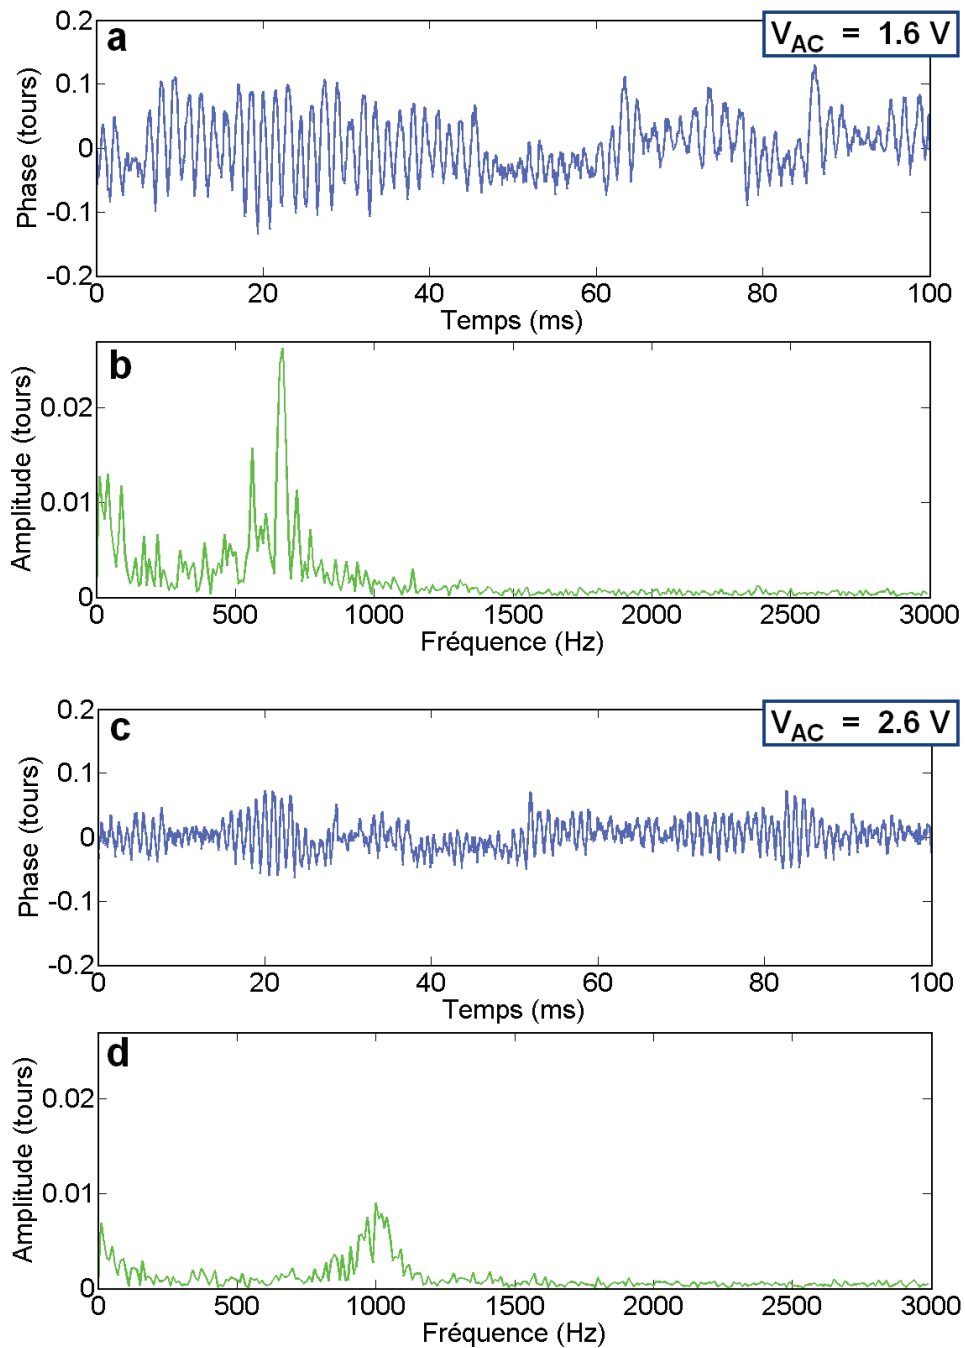 a
V_AC = 1.6 V
Phase (tours)
0.2
0.1
0
-0.1
-0.2
0 20 40 60 80 100
Temps (ms)
b
Amplitude (tours)
0.02
0.01
0
0 500 1000 1500 2000 2500 3000
Fréquence (Hz)
c
V_AC = 2.6 V
Phase (tours)
0.2
0.1
0
-0.1
-0.2
0 20 40 60 80 100
Temps (ms)
d
Amplitude (tours)
0.02
0.01
0
0 500 1000 1500 2000 2500 3000
Fréquence (Hz)